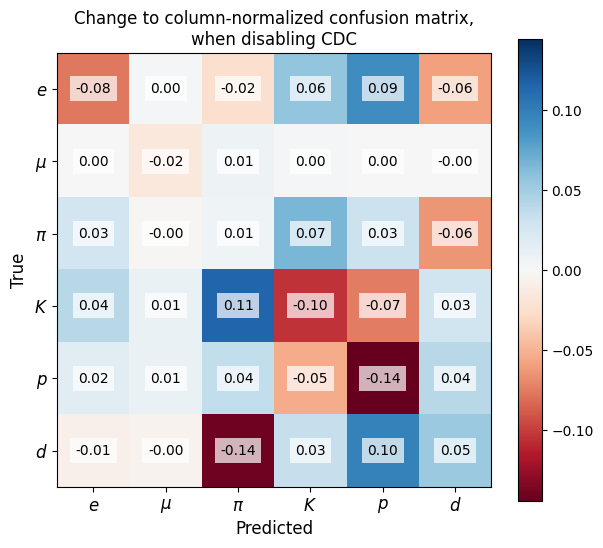 Change to column-normalized confusion matrix,
when disabling CDC
e -0.08 0.00 -0.02 0.06 0.09 -0.06
μ 0.00 -0.02 0.01 0.00 0.00 -0.00
π 0.03 -0.00 0.01 0.07 0.03 -0.06
K 0.04 0.01 0.11 -0.10 -0.07 0.03
p 0.02 0.01 0.04 -0.05 -0.14 0.04
d -0.01 -0.00 -0.14 0.03 0.10 0.05
e μ π K p d
Predicted
True
0.10
0.05
0.00
−0.05
−0.10